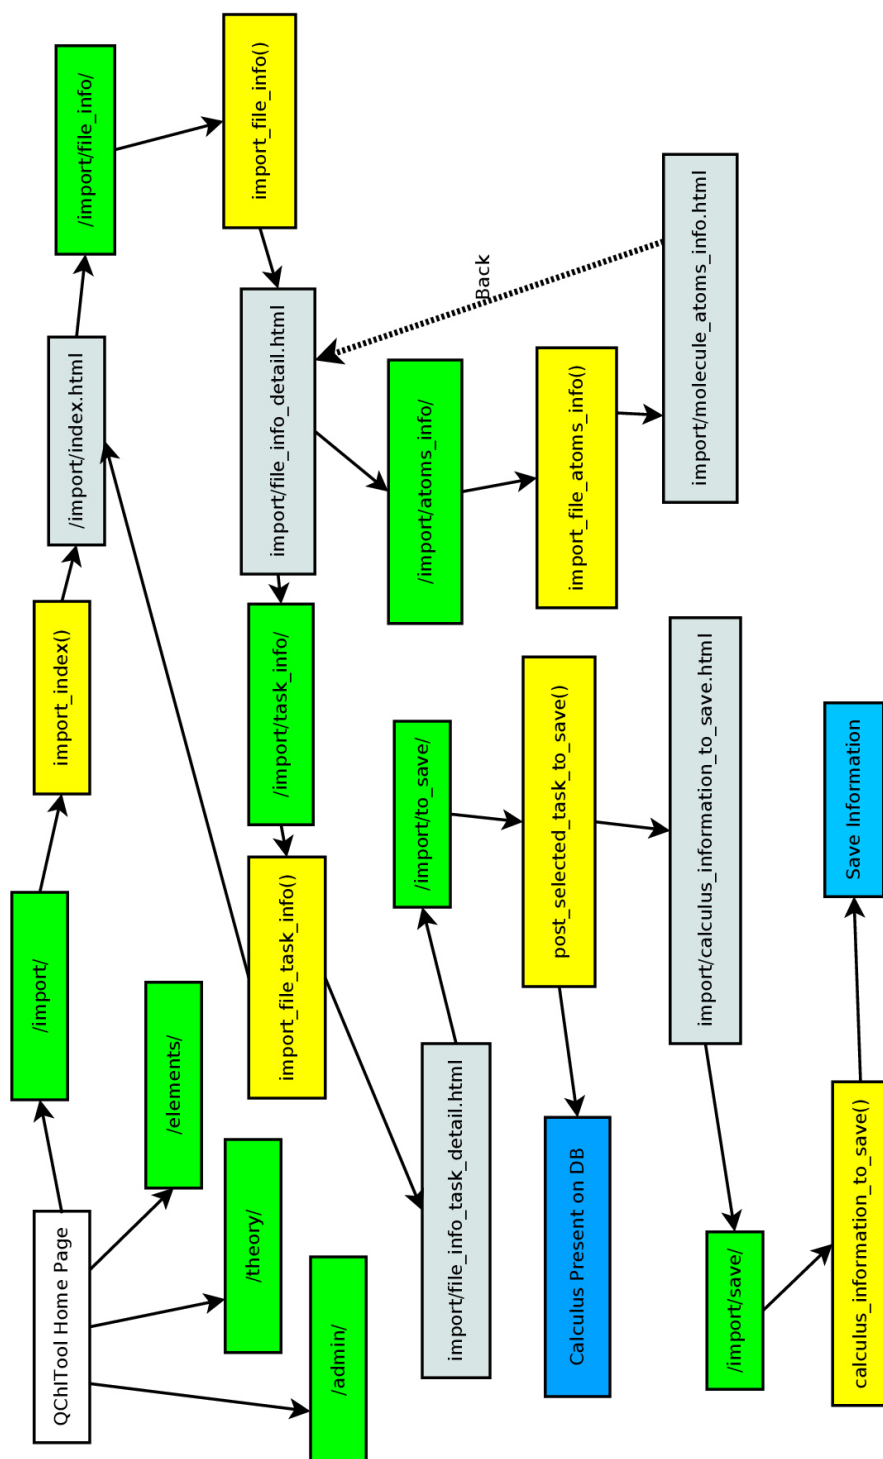 QChITool Home Page
/import/
/elements/
/theory/
/admin/
import_index()
/import/index.html
/import/file_info/
import_file_info()
import/file_info_detail.html
/import/task_info/
import_file_task_info()
/import/atoms_info/
import_file_atoms_info()
import/molecule_atoms_info.html
Back
import/file_info_task_detail.html
/import/to_save/
post_selected_task_to_save()
Calculus Present on DB
import/calculus_information_to_save.html
/import/save/
calculus_information_to_save()
Save Information